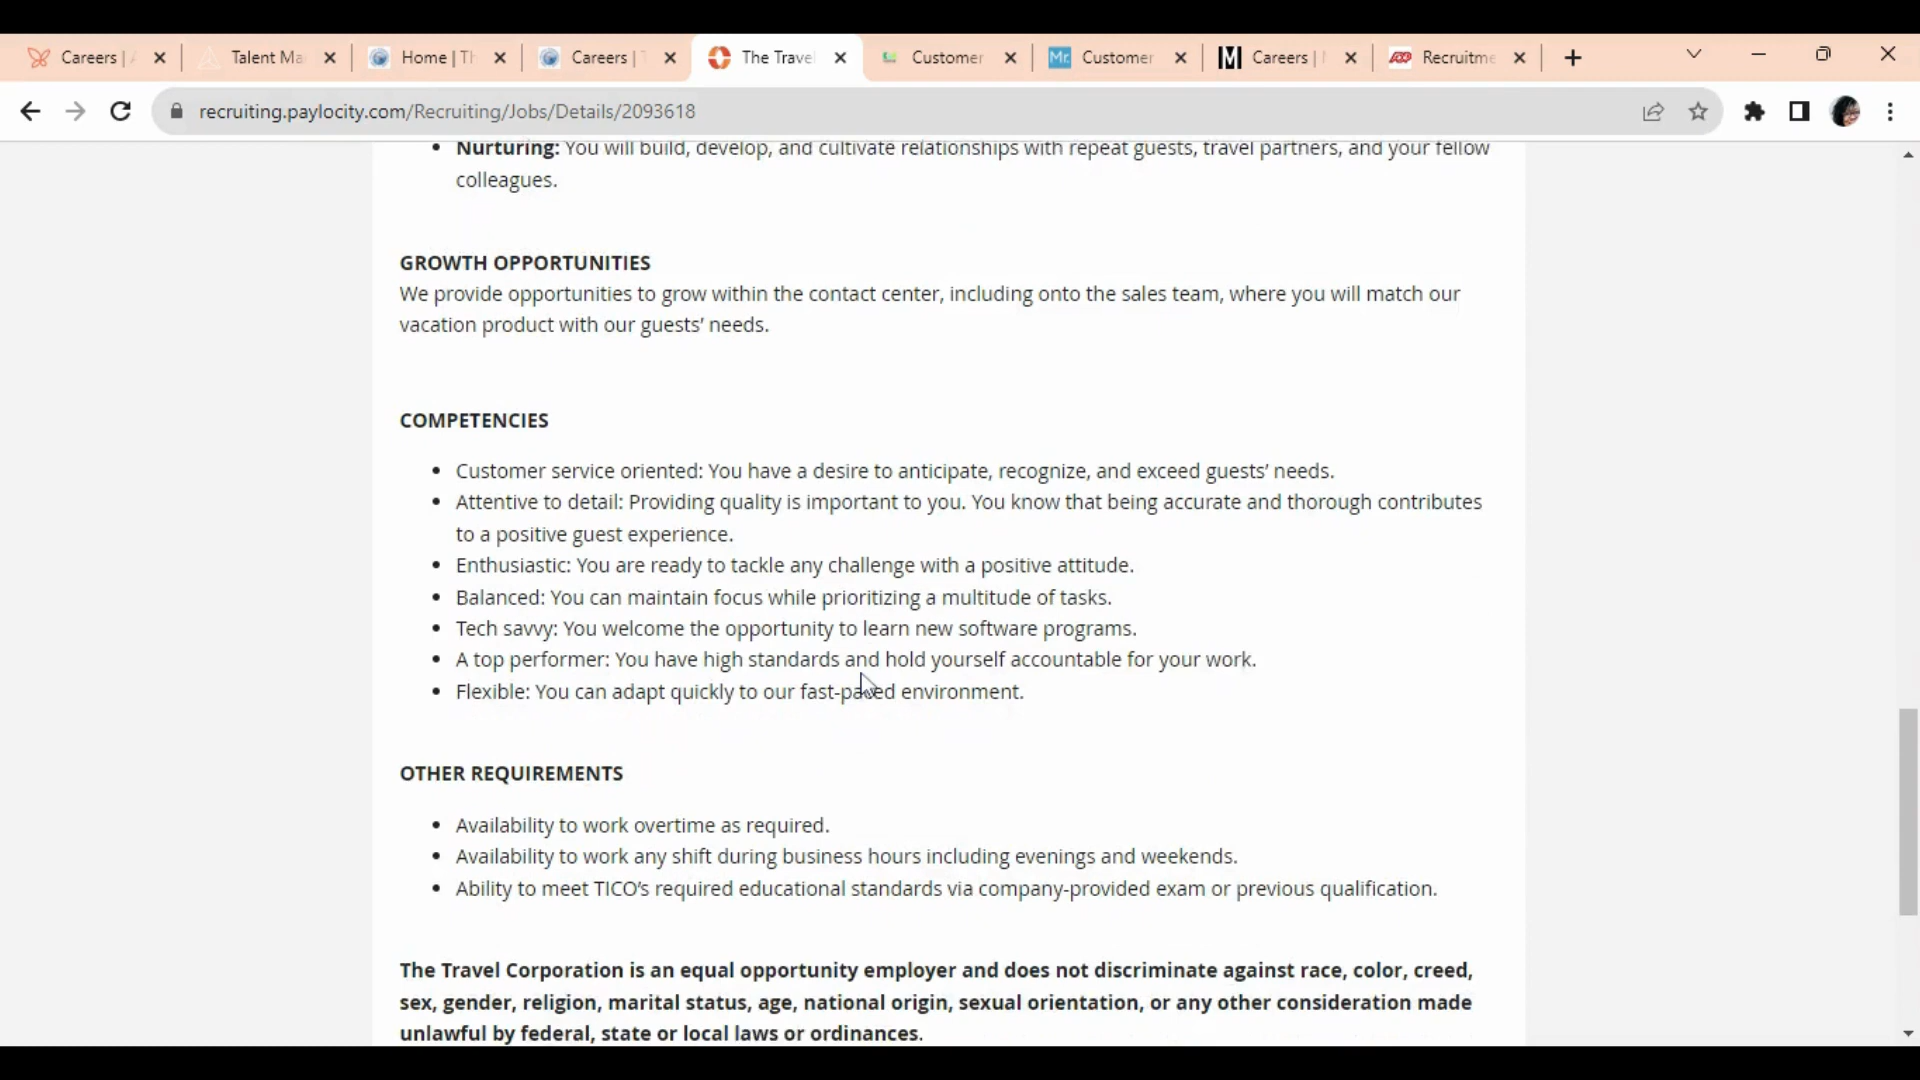 Careers |
Talent Ma
Home | Th
Careers |
The Trave
Customer
Customer
Careers |
Recruitme
recruiting.paylocity.com/Recruiting/Jobs/Details/2093618
• Nurturing: You will build, develop, and cultivate relationships with repeat guests, travel partners, and your fellow
colleagues.
GROWTH OPPORTUNITIES
We provide opportunities to grow within the contact center, including onto the sales team, where you will match our
vacation product with our guests’ needs.
COMPETENCIES
• Customer service oriented: You have a desire to anticipate, recognize, and exceed guests’ needs.
• Attentive to detail: Providing quality is important to you. You know that being accurate and thorough contributes
to a positive guest experience.
• Enthusiastic: You are ready to tackle any challenge with a positive attitude.
• Balanced: You can maintain focus while prioritizing a multitude of tasks.
• Tech savvy: You welcome the opportunity to learn new software programs.
• A top performer: You have high standards and hold yourself accountable for your work.
• Flexible: You can adapt quickly to our fast-paced environment.
OTHER REQUIREMENTS
• Availability to work overtime as required.
• Availability to work any shift during business hours including evenings and weekends.
• Ability to meet TICO’s required educational standards via company-provided exam or previous qualification.
The Travel Corporation is an equal opportunity employer and does not discriminate against race, color, creed,
sex, gender, religion, marital status, age, national origin, sexual orientation, or any other consideration made
unlawful by federal, state or local laws or ordinances.